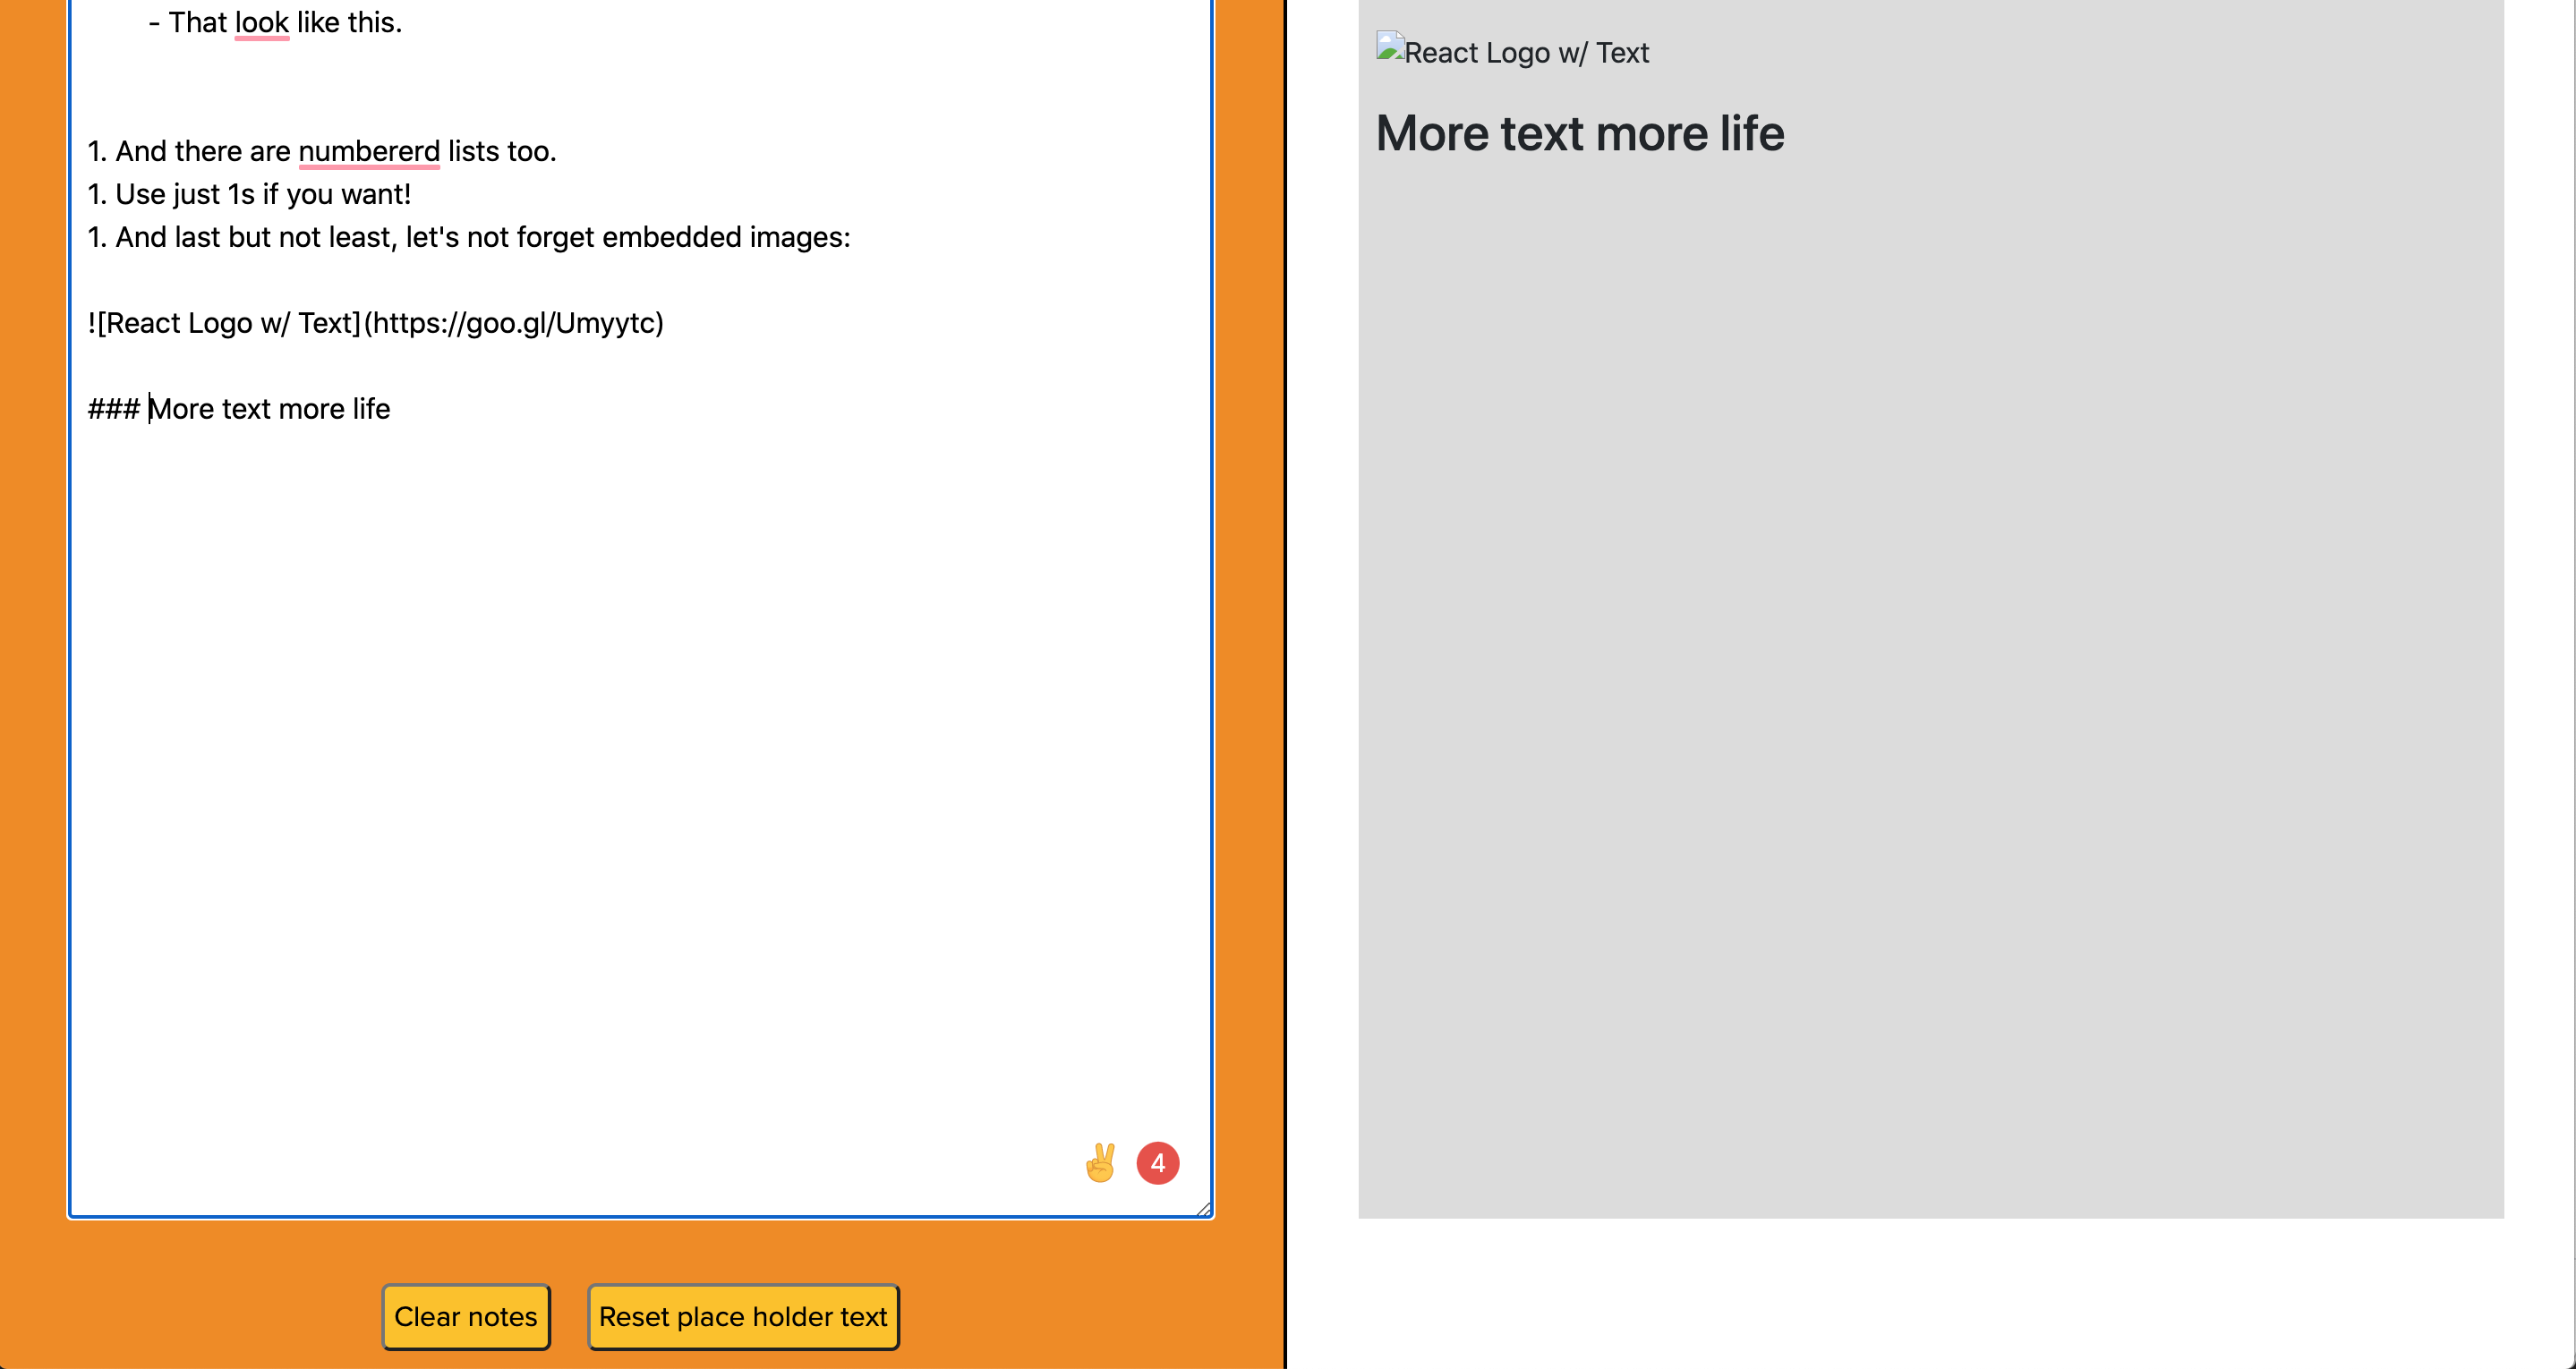 - That look like this.
1. And there are numbererd lists too.
1. Use just 1s if you want!
1. And last but not least, let's not forget embedded images:
![React Logo w/ Text](https://goo.gl/Umyytc)
### More text more life
✌️ 4
Clear notes
Reset place holder text
React Logo w/ Text
More text more life